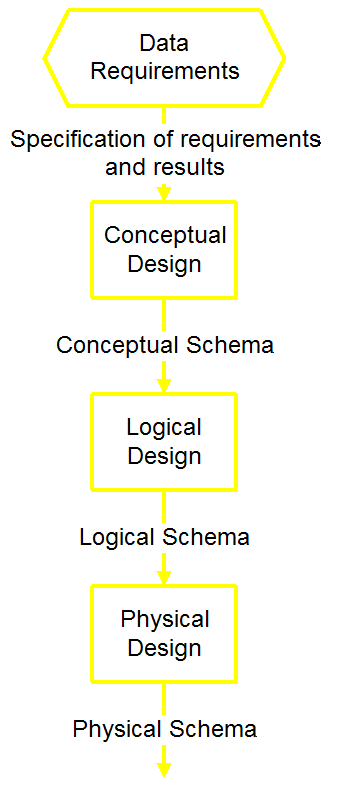 Data
Requirements
Specification of requirements
and results
Conceptual
Design
Conceptual Schema
Logical
Design
Logical Schema
Physical
Design
Physical Schema